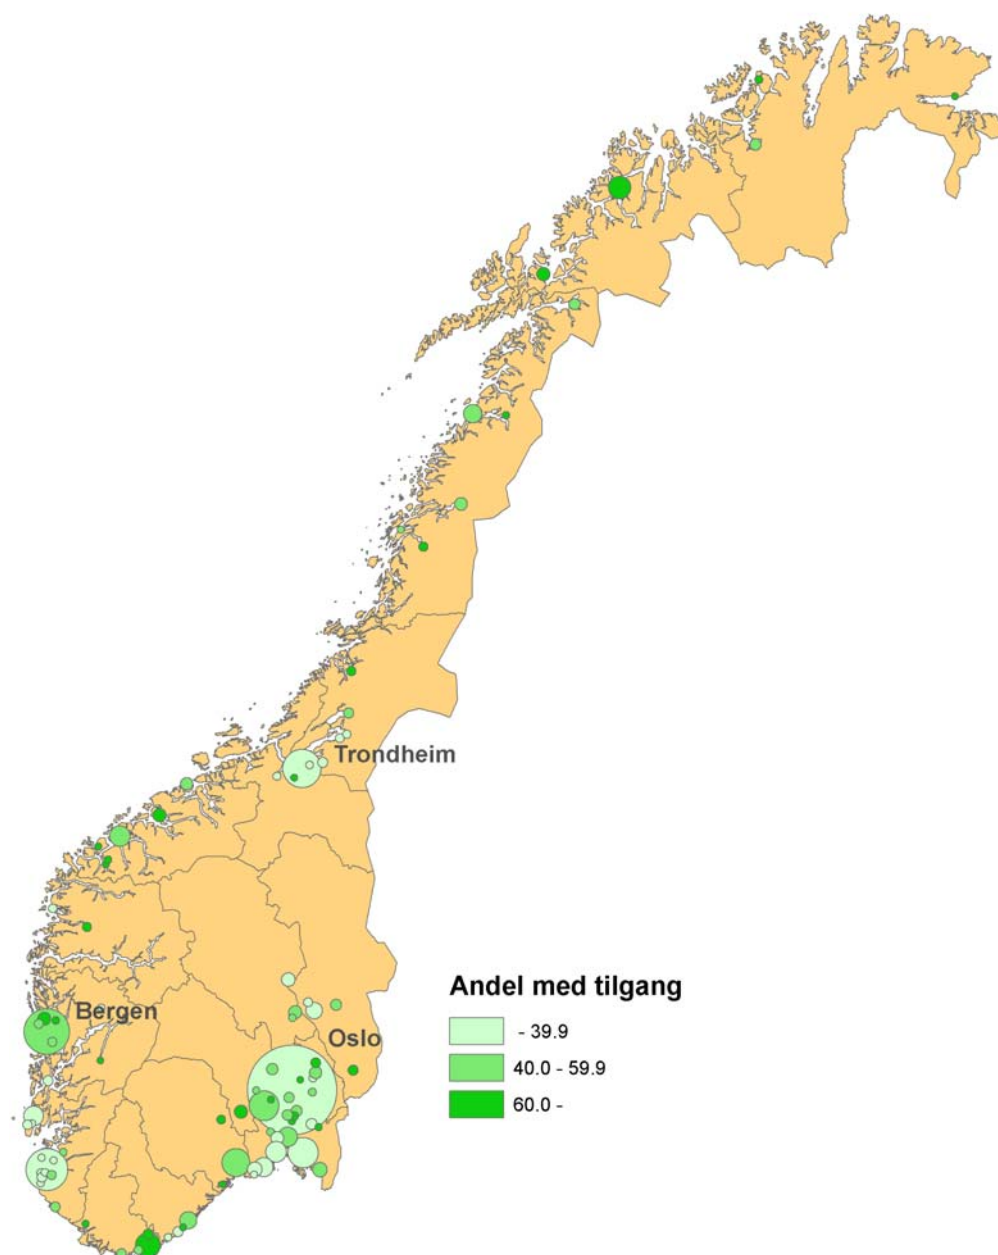 Trondheim
Andel med tilgang
Bergen
- 39.9
Oslo
40.0 - 59.9
60.0 -